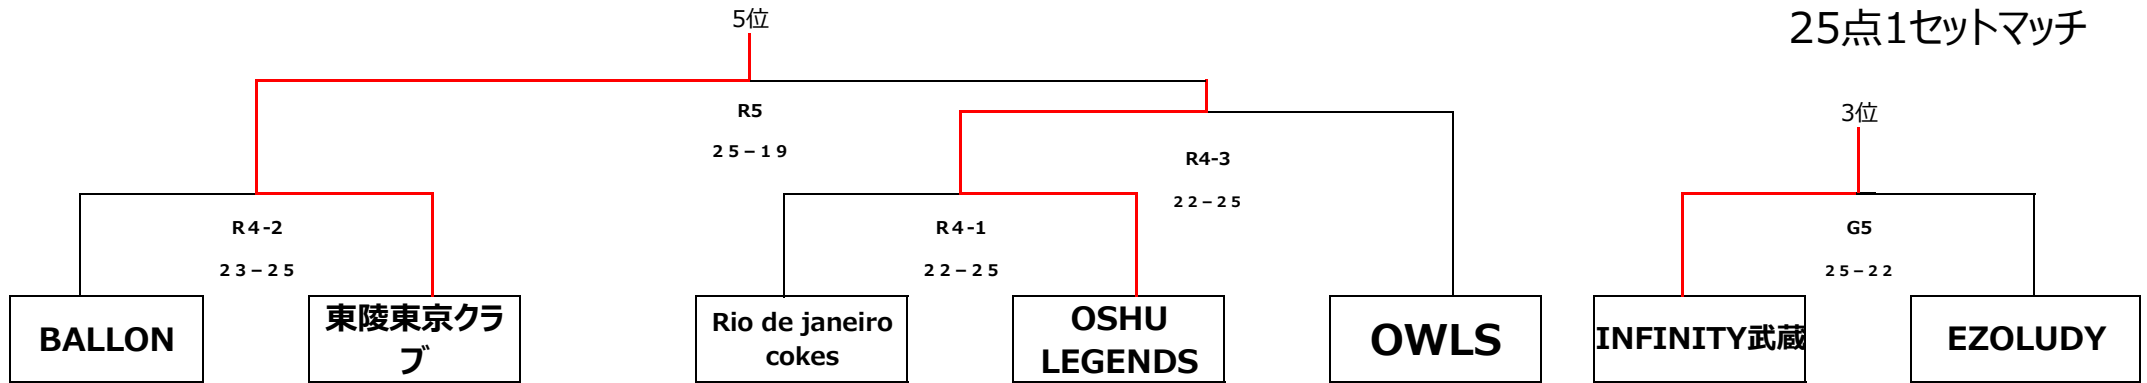 5位
25点1セットマッチ
R5
２５－１９
3位
R4-3
２２－２５
R４-2
２３－２５
R４-1
２２－２５
G5
２５－２２
BALLON
東陵東京クラ
ブ
Rio de janeiro
cokes
OSHU
LEGENDS
OWLS
INFINITY武蔵
EZOLUDY